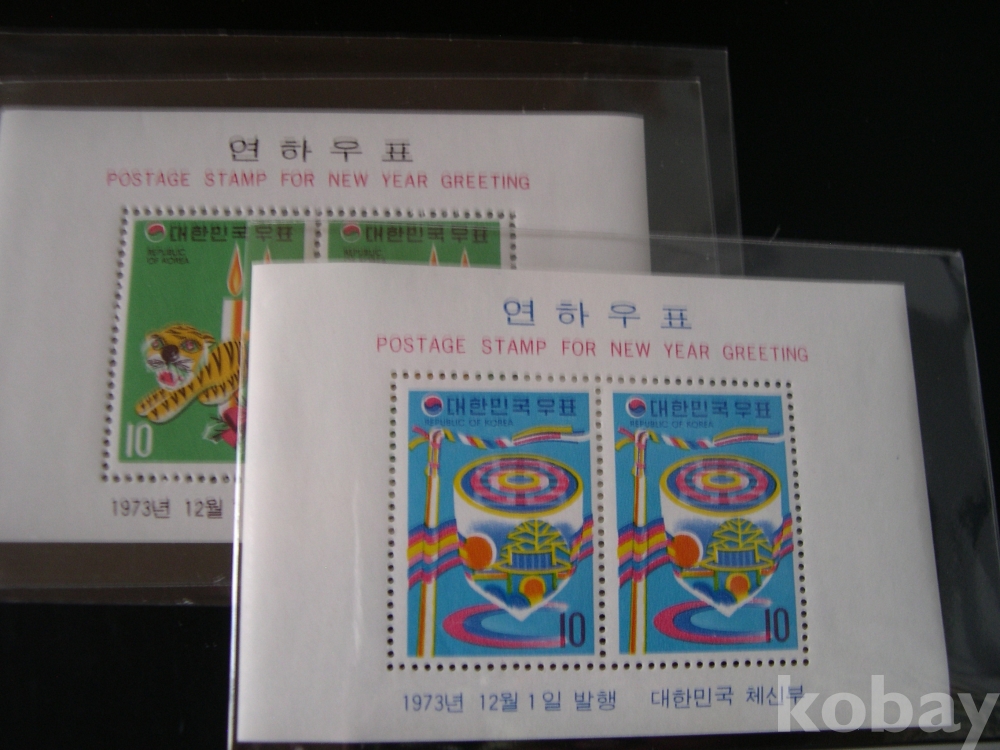 연하우표
POSTAGE STAMP FOR NEW YEAR GREETING
대한민국우표 대한민국우표
REPUBLIC
OF KOREA
10
1973년 12월
연하우표
POSTAGE STAMP FOR NEW YEAR GREETING
대한민국우표 대한민국우표
REPUBLIC OF KOREA REPUBLIC OF KOREA
10 10
1973년 12월 1일 발행 대한민국 체신부
kobay